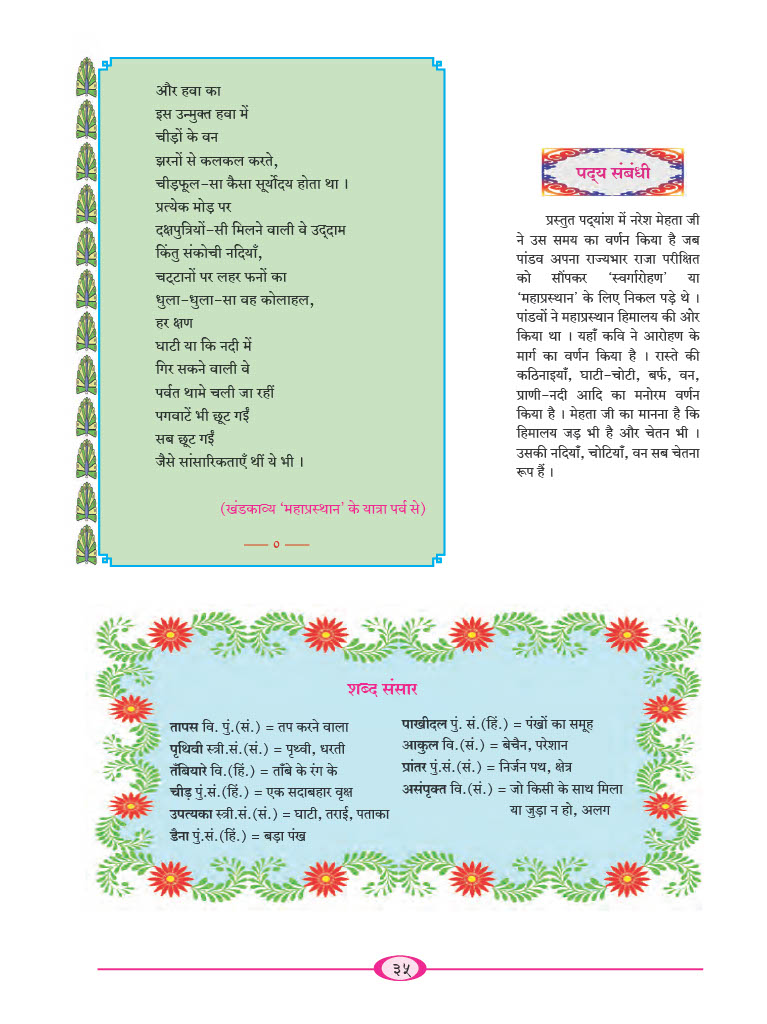 और हवा का
इस उन्मुक्त हवा में
चीड़ों के वन
झरनों से कलकल करते,
चीड़फूल-सा कैसा सूर्योदय होता था ।
प्रत्येक मोड़ पर
दक्षपुत्रियों-सी मिलने वाली वे उद्दाम
किंतु संकोची नदियाँ,
चट्टानों पर लहर फनों का
धुला-धुला-सा वह कोलाहल,
हर क्षण
घाटी या कि नदी में
गिर सकने वाली वे
पर्वत थामे चली जा रहीं
पगवाटें भी छूट गईं
सब छूट गईं
जैसे सांसारिकताएँ थीं ये भी ।
(खंडकाव्य ‘महाप्रस्थान’ के यात्रा पर्व से)
—— ० ——
पद्य संबंधी
प्रस्तुत पद्यांश में नरेश मेहता जी
ने उस समय का वर्णन किया है जब
पांडव अपना राज्यभार राजा परीक्षित
को सौंपकर ‘स्वर्गारोहण’ या
‘महाप्रस्थान’ के लिए निकल पड़े थे ।
पांडवों ने महाप्रस्थान हिमालय की ओर
किया था । यहाँ कवि ने आरोहण के
मार्ग का वर्णन किया है । रास्ते की
कठिनाइयाँ, घाटी-चोटी, बर्फ, वन,
प्राणी-नदी आदि का मनोरम वर्णन
किया है । मेहता जी का मानना है कि
हिमालय जड़ भी है और चेतन भी ।
उसकी नदियाँ, चोटियाँ, वन सब चेतना
रूप हैं ।
शब्द संसार
तापस वि. पुं.(सं.) = तप करने वाला
पृथिवी स्त्री.सं.(सं.) = पृथ्वी, धरती
ताँबियारे वि.(हिं.) = ताँबे के रंग के
चीड़ पुं.सं.(हिं.) = एक सदाबहार वृक्ष
उपत्यका स्त्री.सं.(सं.) = घाटी, तराई, पताका
डैना पुं.सं.(हिं.) = बड़ा पंख
पाखीदल पुं. सं.(हिं.) = पंखों का समूह
आकुल वि.(सं.) = बेचैन, परेशान
प्रांतर पुं.सं.(सं.) = निर्जन पथ, क्षेत्र
असंपृक्त वि.(सं.) = जो किसी के साथ मिला
या जुड़ा न हो, अलग
३५